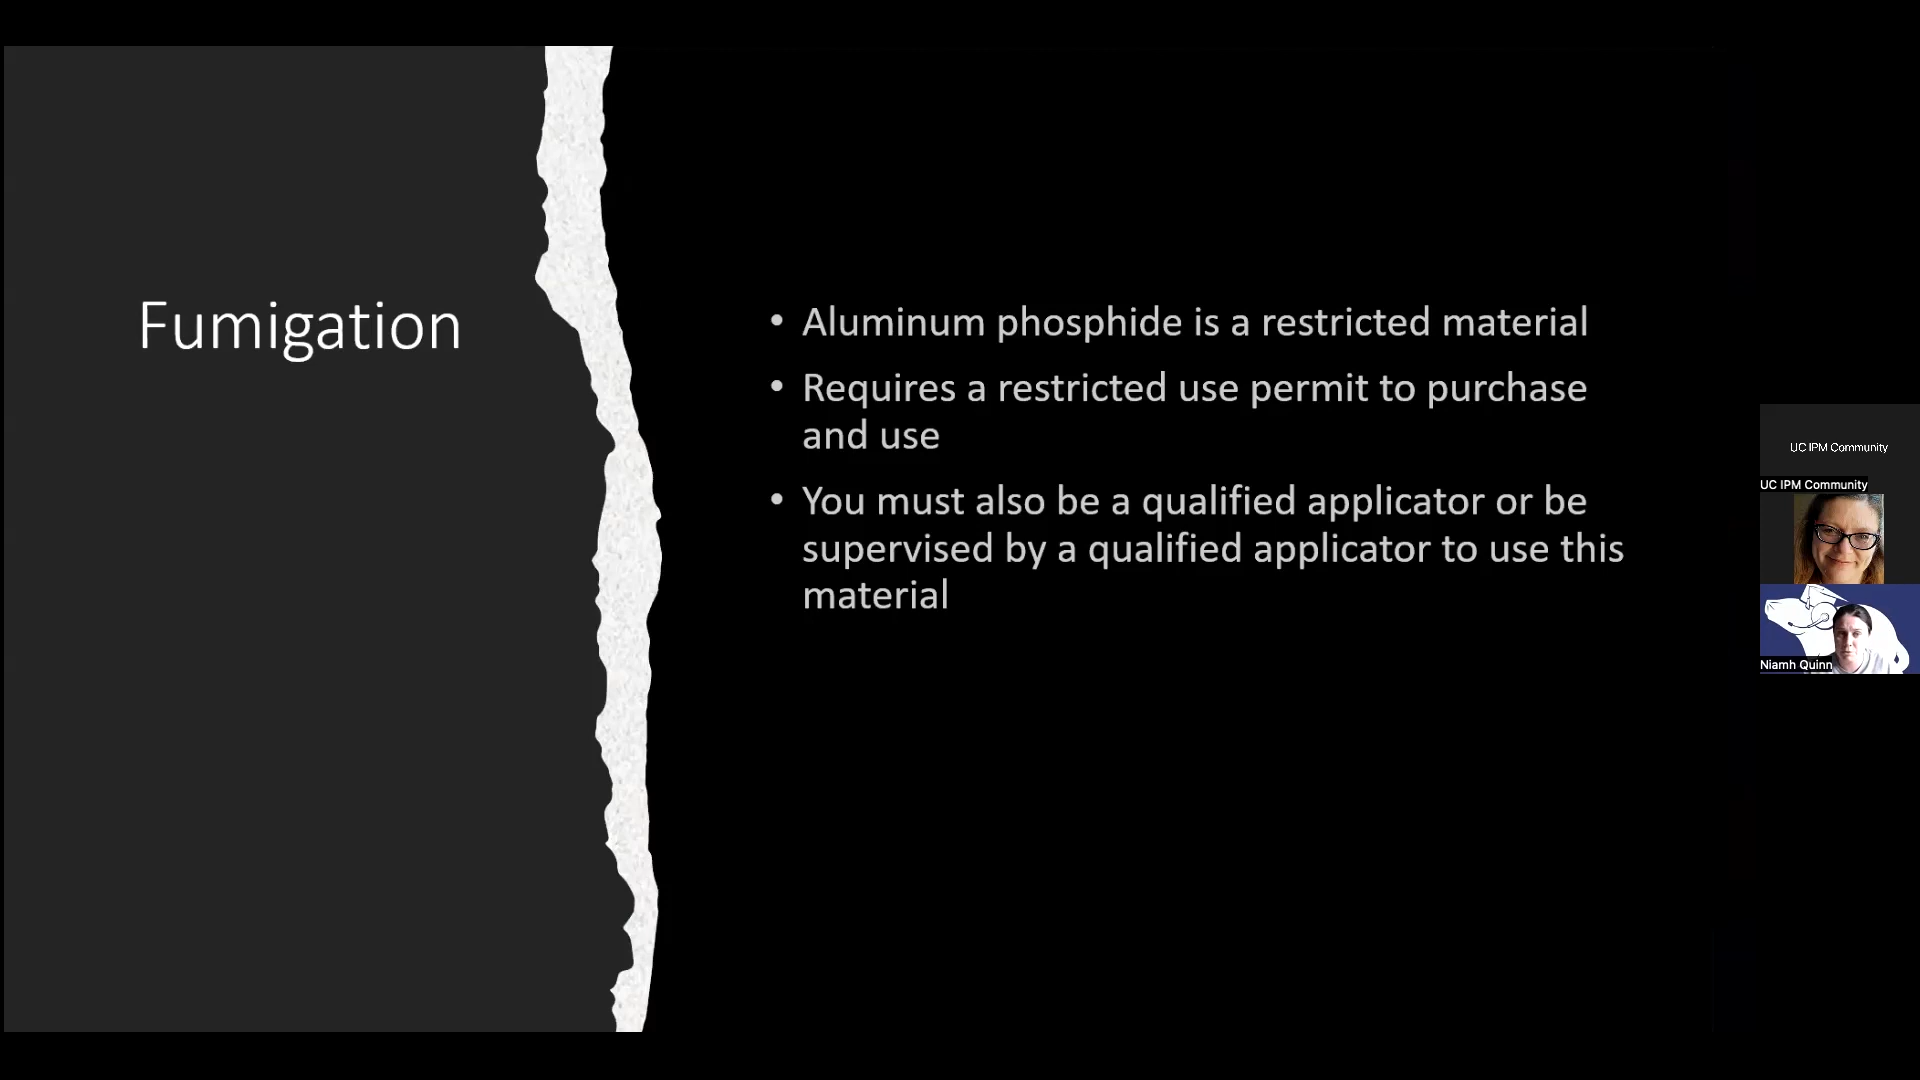 Fumigation
• Aluminum phosphide is a restricted material
• Requires a restricted use permit to purchase
and use
• You must also be a qualified applicator or be
supervised by a qualified applicator to use this
material
UC IPM Community
UC IPM Community
Niamh Quinn